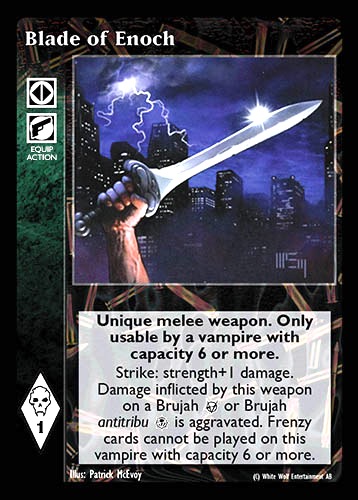 Blade of Enoch
EQUIP
ACTION
Unique melee weapon. Only
usable by a vampire with
capacity 6 or more.
Strike: strength+1 damage.
Damage inflicted by this weapon
on a Brujah or Brujah
antitribu is aggravated. Frenzy
cards cannot be played on this
vampire with capacity 6 or more.
1
Illus: Patrick McEvoy
(C) White Wolf Entertainment AB